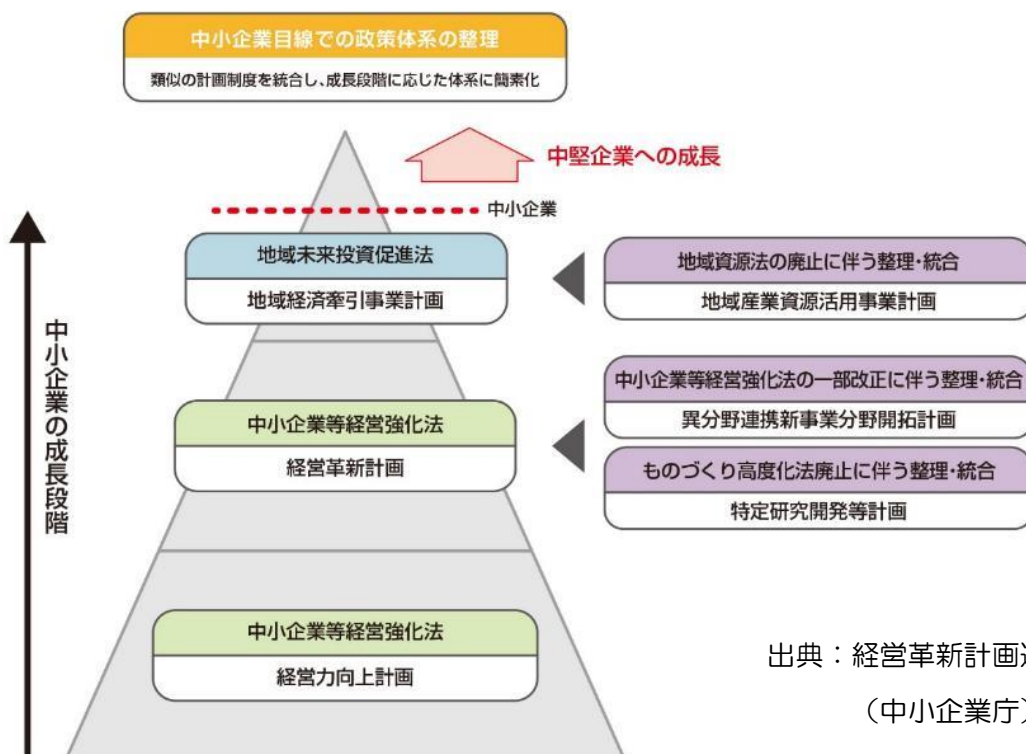 中小企業目線での政策体系の整理
類似の計画制度を統合し、成長段階に応じた体系に簡素化
中堅企業への成長
中小企業
地域未来投資促進法
地域経済牽引事業計画
地域資源法の廃止に伴う整理・統合
地域産業資源活用事業計画
中小企業の成長段階
中小企業等経営強化法
経営革新計画
中小企業等経営強化法の一部改正に伴う整理・統合
異分野連携新事業分野開拓計画
ものづくり高度化法廃止に伴う整理・統合
特定研究開発等計画
中小企業等経営強化法
経営力向上計画
出典：経営革新計画
（中小企業庁）